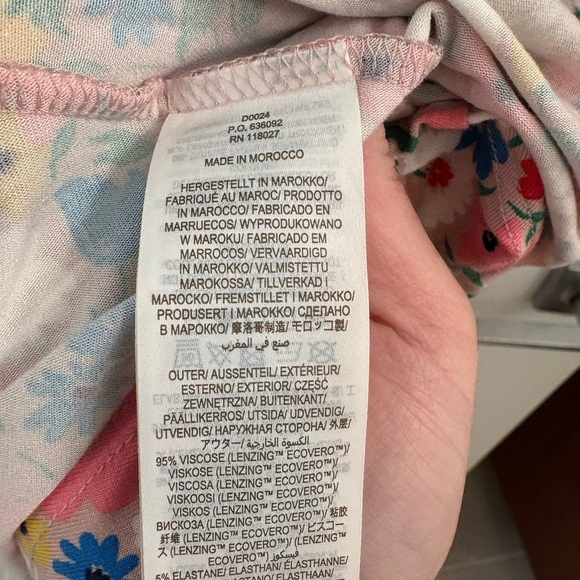 D0024
P.O. 636092
RN 118027
MADE IN MOROCCO
HERGESTELLT IN MAROKKO/
FABRIQUÉ AU MAROC/ PRODOTTO
IN MAROCCO/ FABRICADO EN
MARRUECOS/ WYPRODUKOWANO
W MAROKU/ FABRICADO EM
MARROCOS/ VERVAARDIGD
IN MAROKKO/ VALMISTETTU
MAROKOSSA/ TILLVERKAD I
MAROCKO/ FREMSTILLET I MAROKKO/
PRODUSERT I MAROKKO/ СДЕЛАНО
В МАРОККО/ 摩洛哥制造/ モロッコ製/
صنع في المغرب
OUTER/ AUSSENTEIL/ EXTÉRIEUR/
ESTERNO/ EXTERIOR/ CZĘŚĆ
ZEWNĘTRZNA/ BUITENKANT/
PÄÄLLIKERROS/ UTSIDA/ UDVENDIG/
UTVENDIG/ НАРУЖНАЯ СТОРОНА/ 外层/
アウター/ الكسوة الخارجية/
95% VISCOSE (LENZING™ ECOVERO™)/
VISKOSE (LENZING™ ECOVERO™)/
VISCOSA (LENZING™ ECOVERO™)/
VISKOOSI (LENZING™ ECOVERO™)/
VISKOS (LENZING™ ECOVERO™)/
ВИСКОЗА (LENZING™ ECOVERO™)/ 粘胶
纤维 (LENZING™ ECOVERO™)/ ビスコー
ス (LENZING™ ECOVERO™)/
فيسكوز (LENZING™ ECOVERO™)
5% ELASTANE/ ELASTHAN/ ÉLASTHANNE/